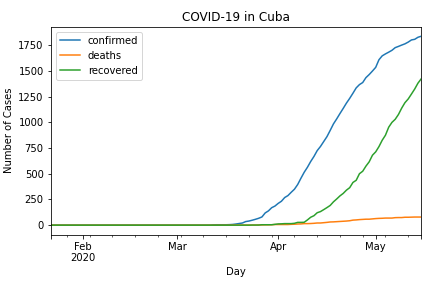 COVID-19 in Cuba
confirmed
deaths
recovered
Number of Cases
1750
1500
1250
1000
750
500
250
0
Feb
2020
Mar
Apr
May
Day